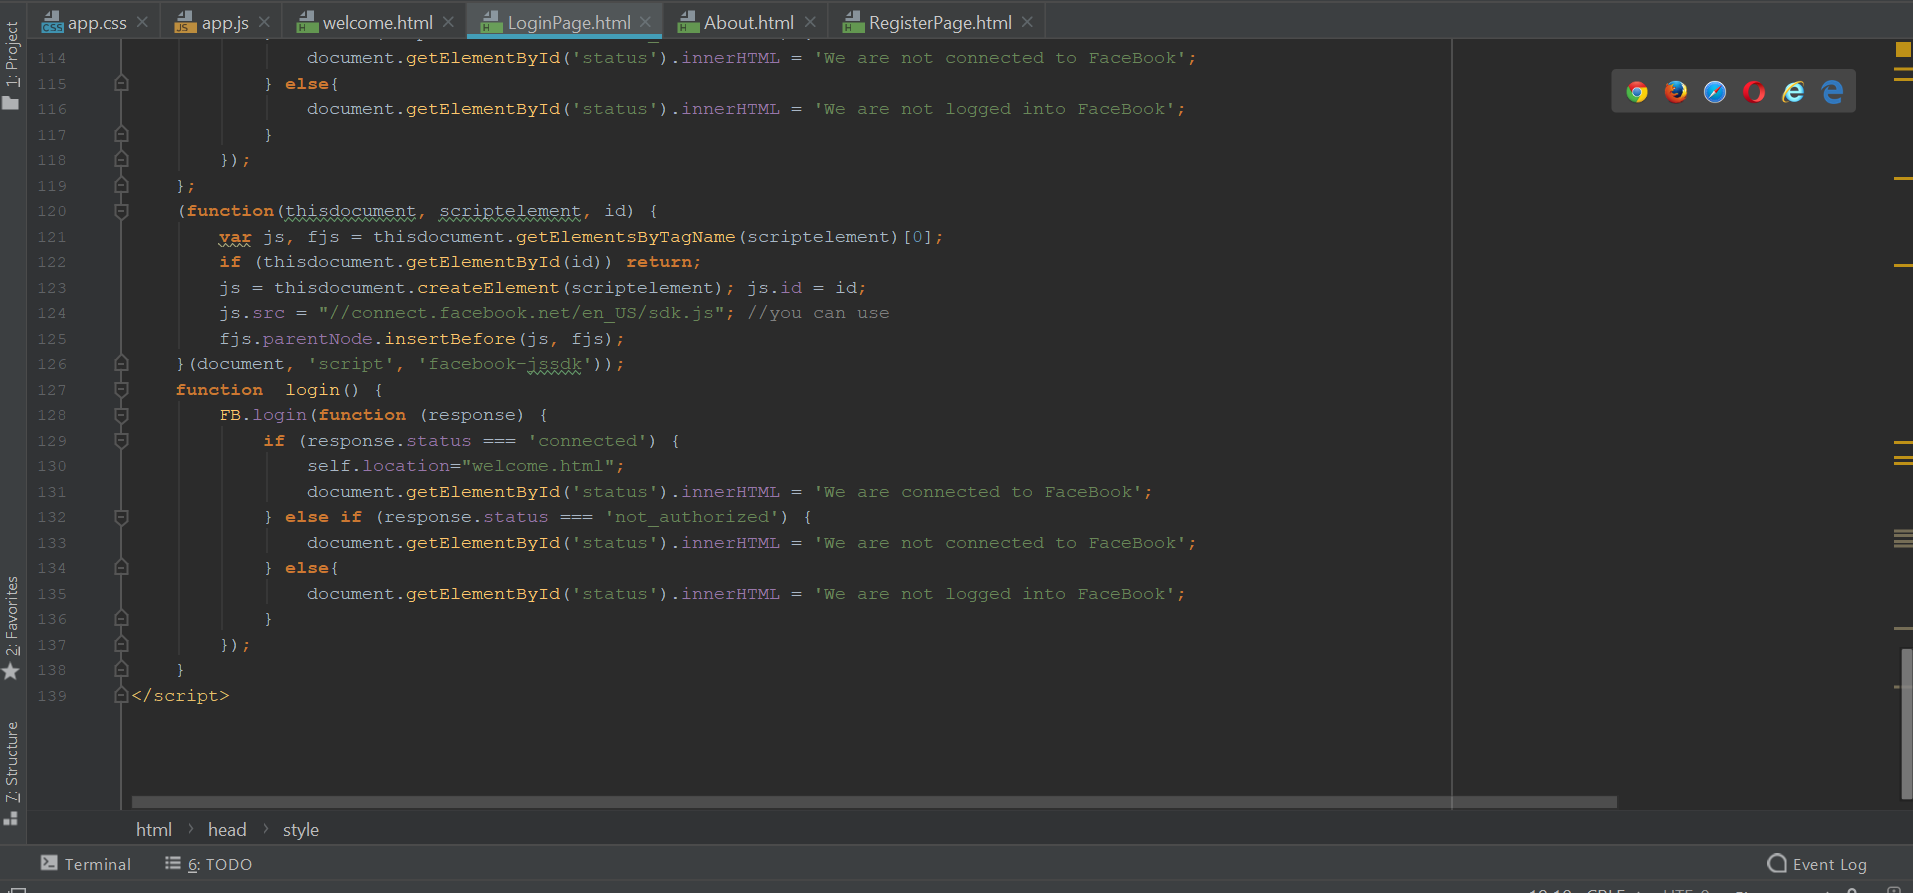 app.css
app.js
welcome.html
LoginPage.html
About.html
RegisterPage.html
1: Project
2: Favorites
7: Structure
114 document.getElementById('status').innerHTML = 'We are not connected to FaceBook';
115 } else{
116 document.getElementById('status').innerHTML = 'We are not logged into FaceBook';
117 }
118 });
119 };
120 (function(thisdocument, scriptelement, id) {
121 var js, fjs = thisdocument.getElementsByTagName(scriptelement)[0];
122 if (thisdocument.getElementById(id)) return;
123 js = thisdocument.createElement(scriptelement); js.id = id;
124 js.src = "//connect.facebook.net/en_US/sdk.js"; //you can use
125 fjs.parentNode.insertBefore(js, fjs);
126 }(document, 'script', 'facebook-jssdk'));
127 function  login() {
128 FB.login(function (response) {
129 if (response.status === 'connected') {
130 self.location="welcome.html";
131 document.getElementById('status').innerHTML = 'We are connected to FaceBook';
132 } else if (response.status === 'not_authorized') {
133 document.getElementById('status').innerHTML = 'We are not connected to FaceBook';
134 } else{
135 document.getElementById('status').innerHTML = 'We are not logged into FaceBook';
136 }
137 });
138 }
139 </script>
html › head › style
Terminal
6: TODO
Event Log